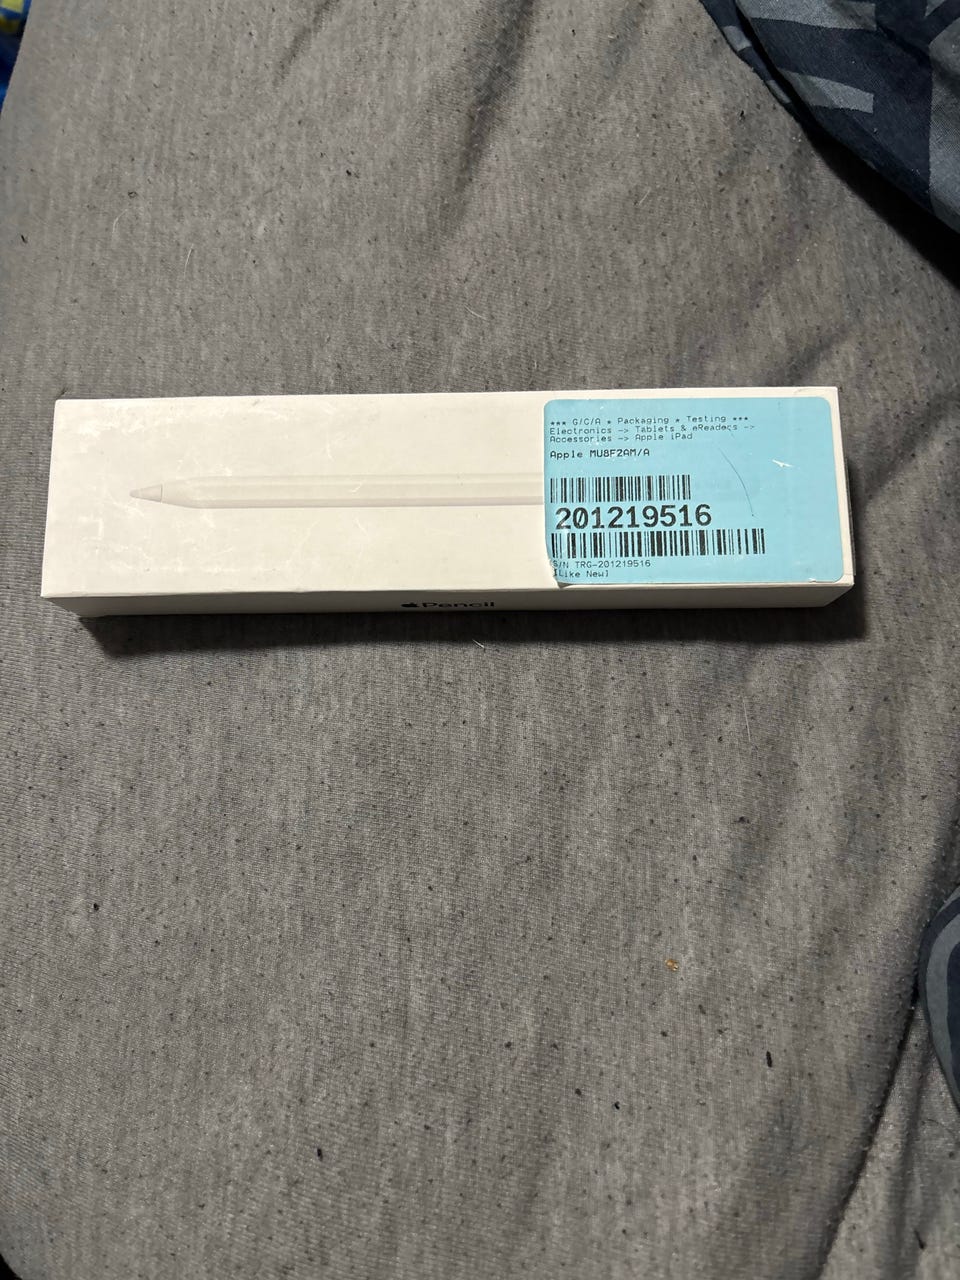 *** G/C/A * Packaging * Testing ***
Electronics -> Tablets & eReaders ->
Accessories -> Apple iPad
Apple MU8F2AM/A
201219516
S/N TRG-201219516
[Like New]
Pencil